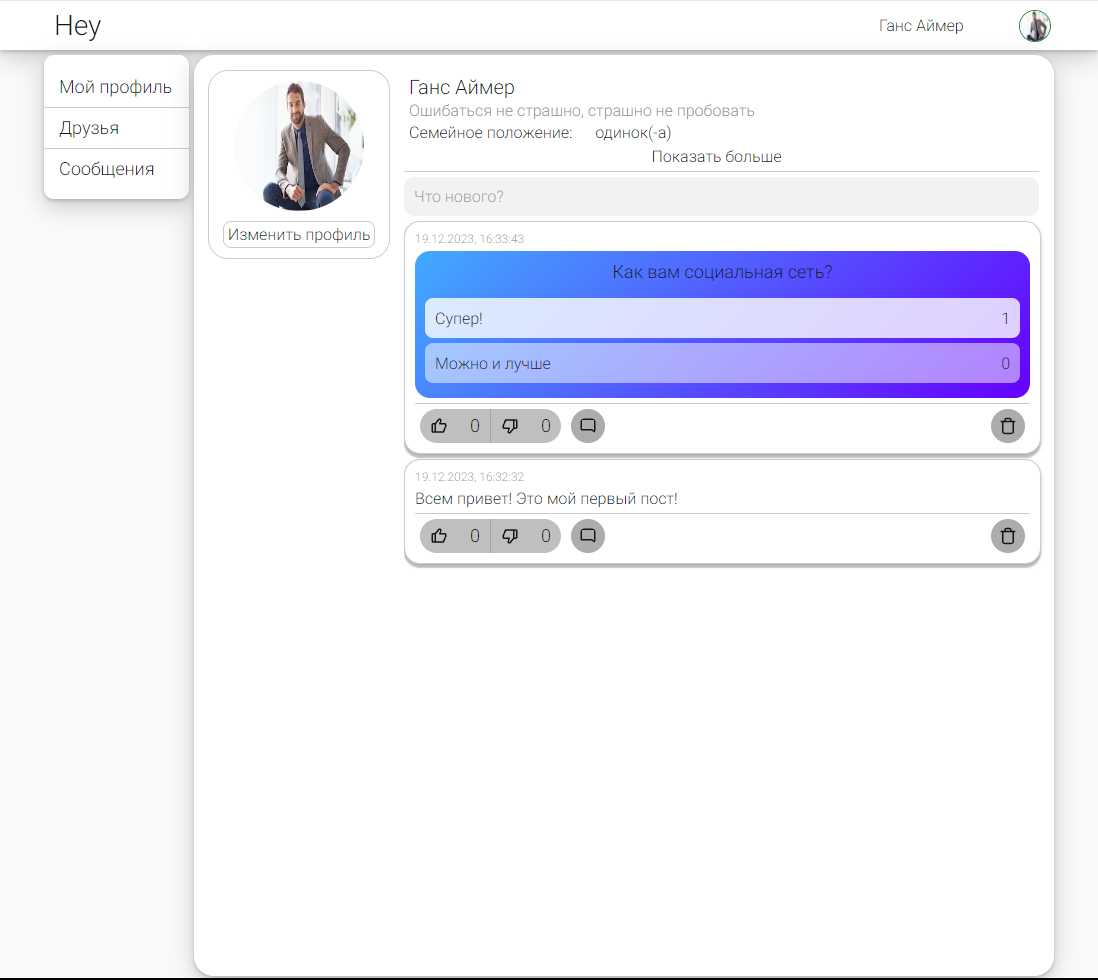 Hey
Ганс Аймер
Мой профиль
Друзья
Сообщения
Изменить профиль
Ганс Аймер
Ошибаться не страшно, страшно не пробовать
Семейное положение: одинок(-а)
Показать больше
Что нового?
19.12.2023, 16:33:43
Как вам социальная сеть?
Супер! 1
Можно и лучше 0
0 0
19.12.2023, 16:32:32
Всем привет! Это мой первый пост!
0 0